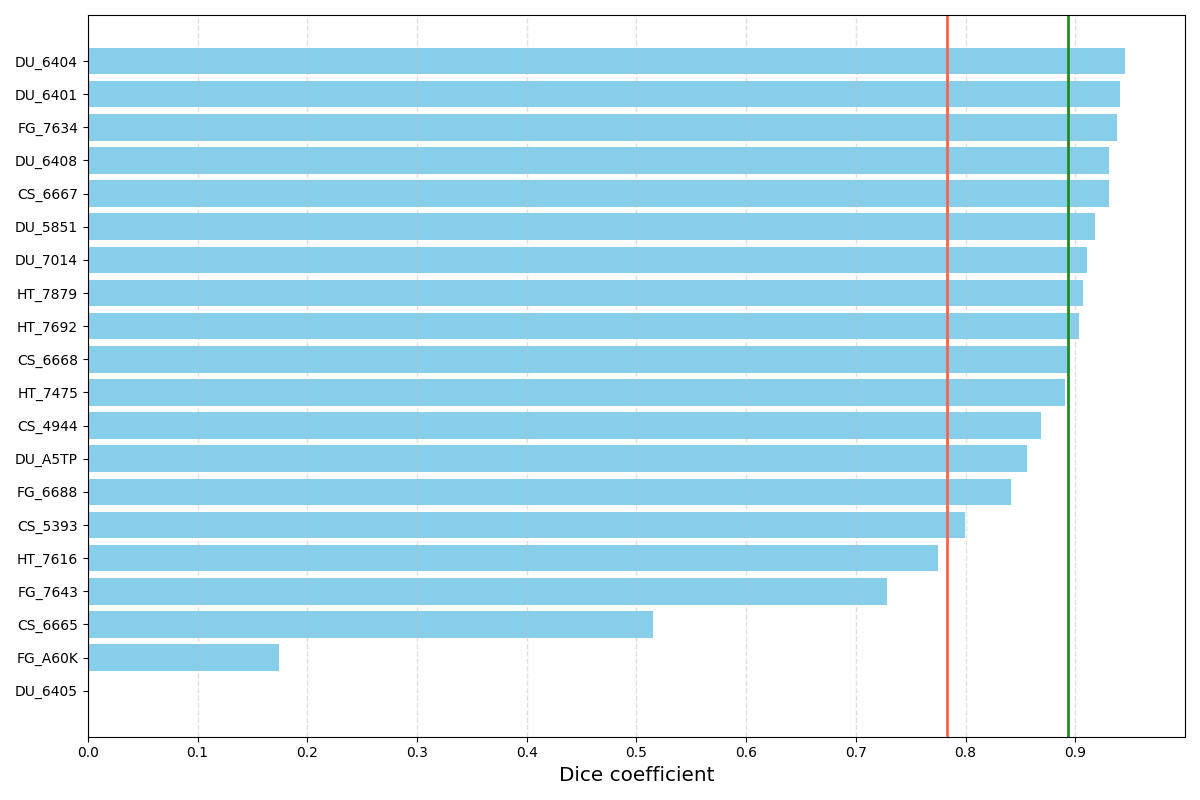 DU_6404
DU_6401
FG_7634
DU_6408
CS_6667
DU_5851
DU_7014
HT_7879
HT_7692
CS_6668
HT_7475
CS_4944
DU_A5TP
FG_6688
CS_5393
HT_7616
FG_7643
CS_6665
FG_A60K
DU_6405
0.0 0.1 0.2 0.3 0.4 0.5 0.6 0.7 0.8 0.9
Dice coefficient